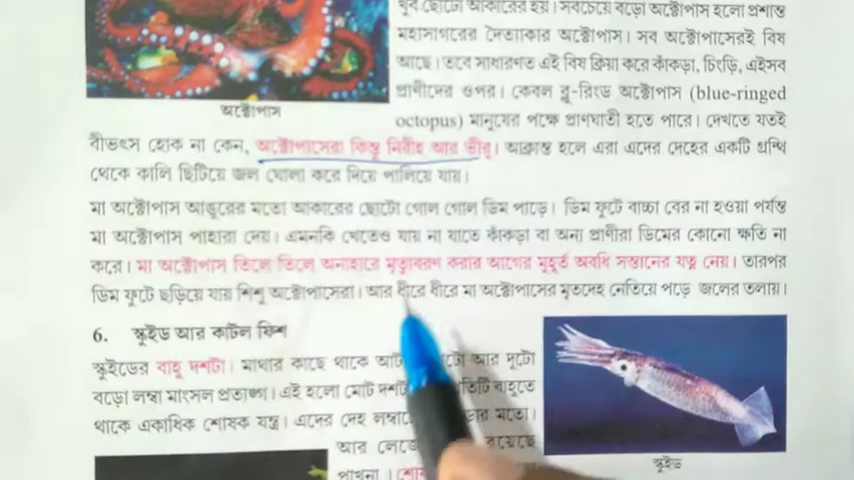 খুব ছোটো আকারের হয়। সবচেয়ে বড়ো অক্টোপাস হলো প্রশান্ত
মহাসাগরের দৈত্যাকার অক্টোপাস। সব অক্টোপাসেরই বিষ
আছে। তবে সাধারণত এই বিষ ক্রিয়া করে কাঁকড়া, চিংড়ি, এইসব
প্রাণীদের ওপর। কেবল ব্লু-রিংড অক্টোপাস (blue-ringed
octopus) মানুষের পক্ষে প্রাণঘাতী হতে পারে। দেখতে যতই
অক্টোপাস
বীভৎস হোক না কেন, অক্টোপাসেরা কিন্তু নিরীহ আর ভীরু। আক্রান্ত হলে এরা এদের দেহের একটি গ্রন্থি
থেকে কালি ছিটিয়ে জল ঘোলা করে দিয়ে পালিয়ে যায়।
মা অক্টোপাস আঙুরের মতো আকারের ছোটো গোল গোল ডিম পাড়ে। ডিম ফুটে বাচ্চা বের না হওয়া পর্যন্ত
মা অক্টোপাস পাহারা দেয়। এমনকি খেতেও যায় না যাতে কাঁকড়া বা অন্য প্রাণীরা ডিমের কোনো ক্ষতি না
করে। মা অক্টোপাস তিলে তিলে অনাহারে মৃত্যুবরণ করার আগের মুহূর্ত অবধি সন্তানের যত্ন নেয়। তারপর
ডিম ফুটে ছড়িয়ে যায় শিশু অক্টোপাসেরা। আর ধীরে ধীরে মা অক্টোপাসের মৃতদেহ নেতিয়ে পড়ে জলের তলায়।
6. স্কুইড আর কাটল ফিশ
স্কুইডের বাহু দশটা। মাথার কাছে থাকে আর দুটো
বড়ো লম্বা মাংসল প্রত্যঙ্গ। এই হলো মোট বাহুতে
থাকে একাধিক শোষক যন্ত্র। এদের দেহ মতো।
আর রয়েছে
পাখনা।
স্কুইড